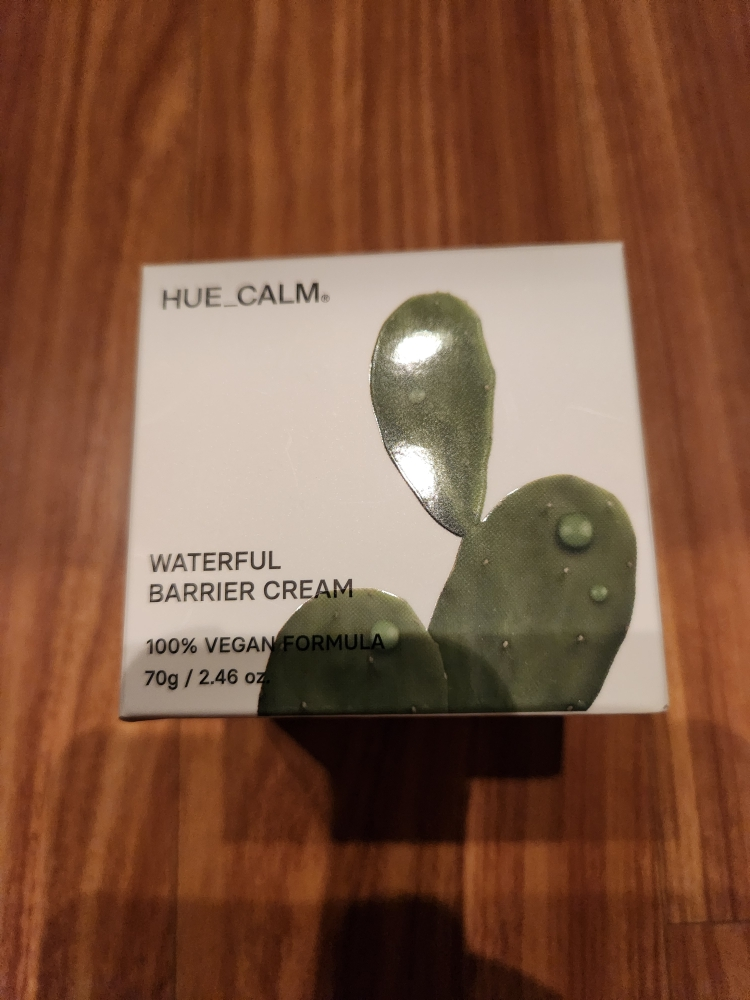 HUE_CALM®
WATERFUL
BARRIER CREAM
100% VEGAN FORMULA
70g / 2.46 oz.